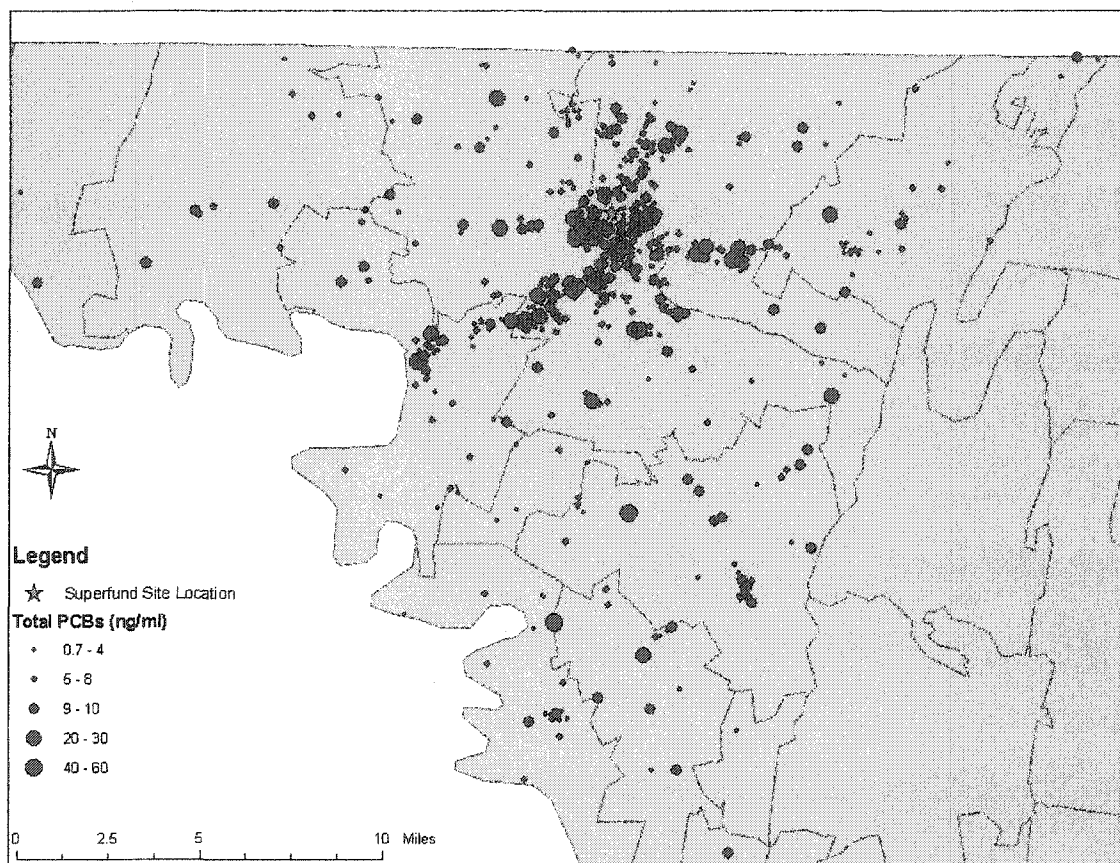 N
Legend
Superfund Site Location
Total PCBs (ng/ml)
0.7 - 4
5 - 8
9 - 10
20 - 30
40 - 60
0 2.5 5 10 Miles